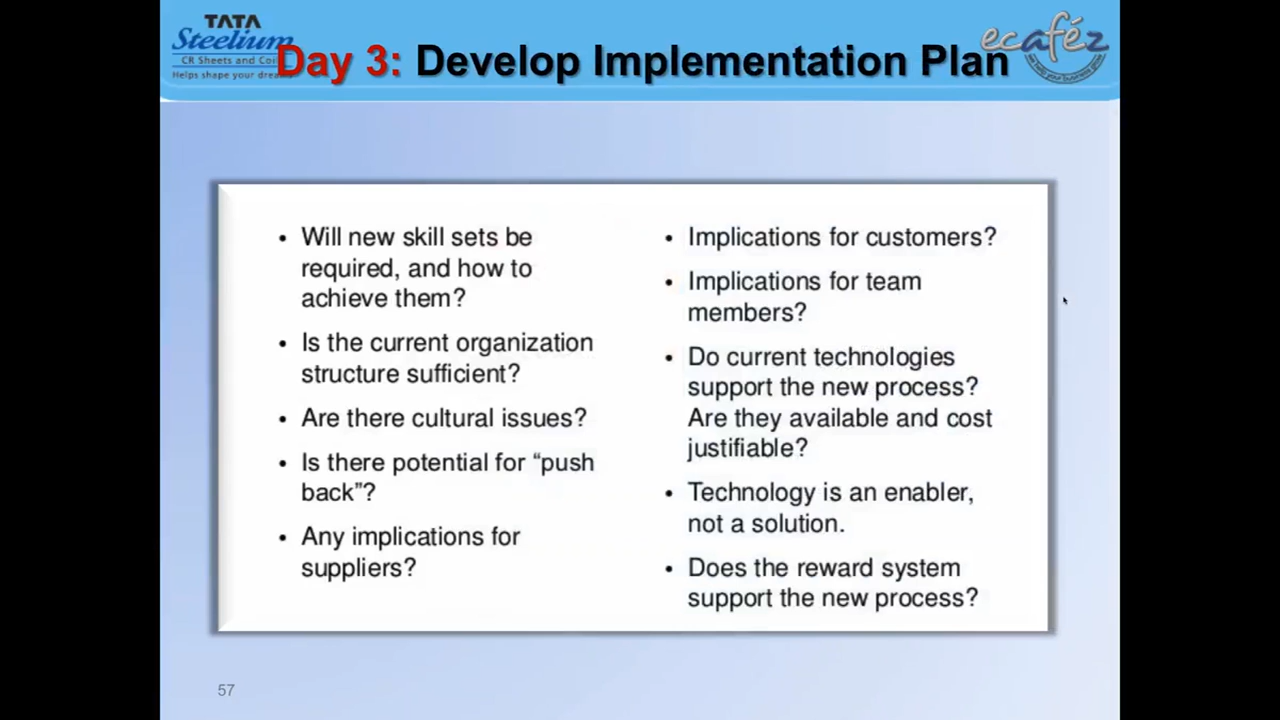 TATA
Steelium
CR Sheets and Coi
Helps shape your drea
Day 3: Develop Implementation Plan
ecaféz
• Will new skill sets be
required, and how to
achieve them?
• Is the current organization
structure sufficient?
• Are there cultural issues?
• Is there potential for “push
back”?
• Any implications for
suppliers?
• Implications for customers?
• Implications for team
members?
• Do current technologies
support the new process?
Are they available and cost
justifiable?
• Technology is an enabler,
not a solution.
• Does the reward system
support the new process?
57